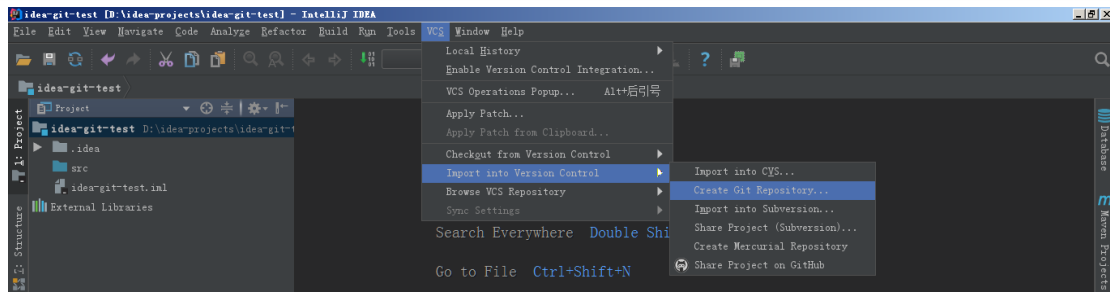 idea-git-test [D:\idea-projects\idea-git-test] - IntelliJ IDEA
File Edit View Navigate Code Analyze Refactor Build Run Tools VCS Window Help
idea-git-test
Project
idea-git-test D:\idea-projects\idea-git-t
.idea
src
idea-git-test.iml
External Libraries
1: Project
Structure
Local History
Enable Version Control Integration...
VCS Operations Popup... Alt+后引号
Apply Patch...
Apply Patch from Clipboard...
Checkout from Version Control
Import into Version Control
Browse VCS Repository
Sync Settings
Import into CVS...
Create Git Repository...
Import into Subversion...
Share Project (Subversion)...
Create Mercurial Repository
Share Project on GitHub
Search Everywhere Double Shi
Go to File Ctrl+Shift+N
Database
Maven Projects